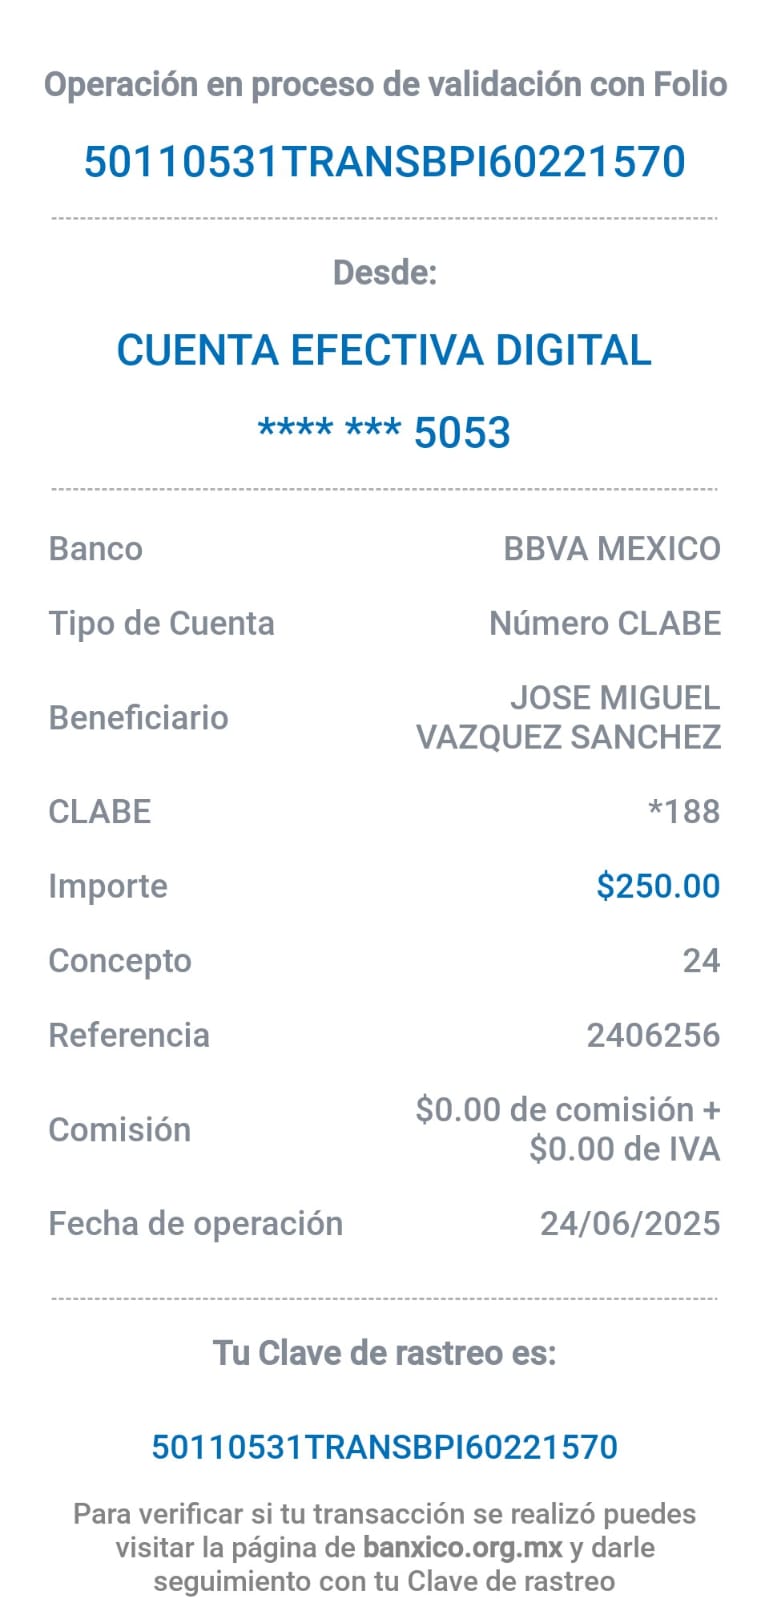 Operación en proceso de validación con Folio
50110531TRANSBPI60221570
Desde:
CUENTA EFECTIVA DIGITAL
**** *** 5053
Banco BBVA MEXICO
Tipo de Cuenta Número CLABE
Beneficiario JOSE MIGUEL
VAZQUEZ SANCHEZ
CLABE *188
Importe $250.00
Concepto 24
Referencia 2406256
Comisión $0.00 de comisión +
$0.00 de IVA
Fecha de operación 24/06/2025
Tu Clave de rastreo es:
50110531TRANSBPI60221570
Para verificar si tu transacción se realizó puedes
visitar la página de banxico.org.mx y darle
seguimiento con tu Clave de rastreo